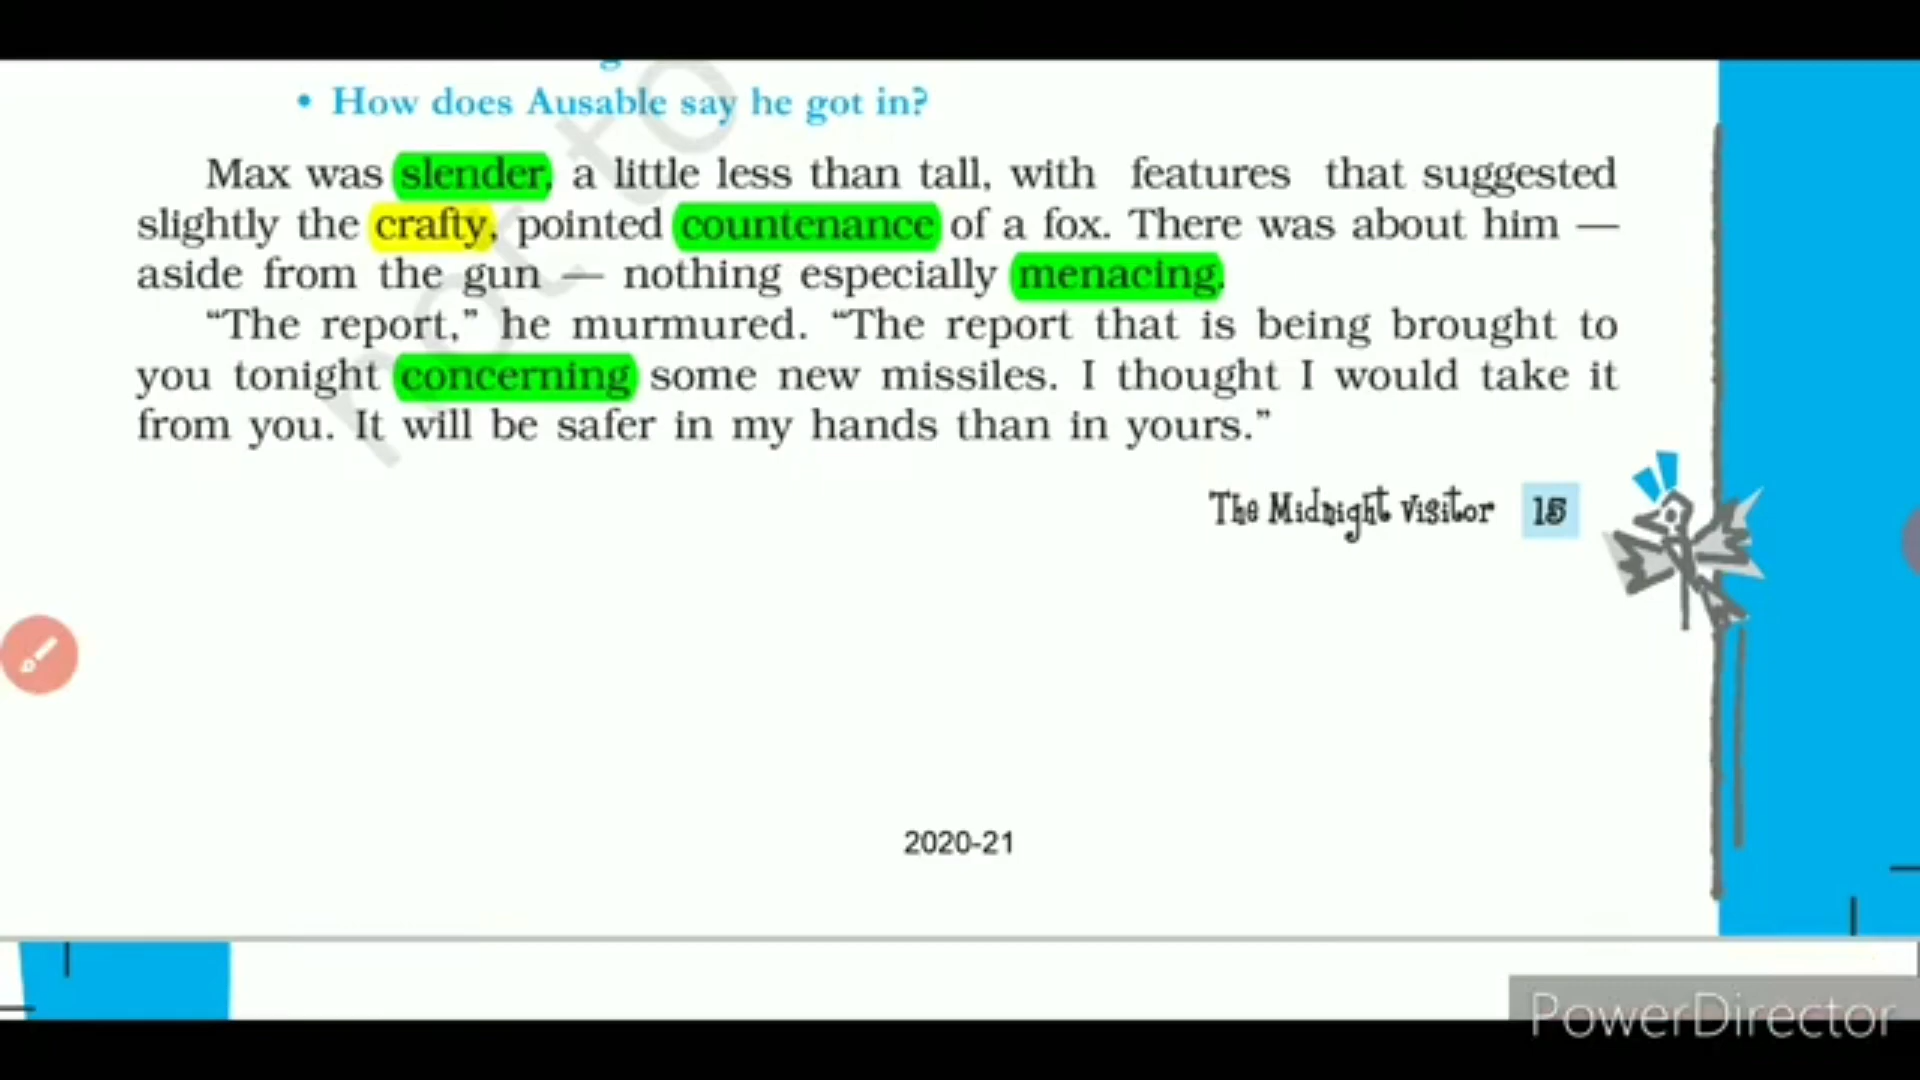 • How does Ausable say he got in?
Max was slender, a little less than tall, with features that suggested
slightly the crafty, pointed countenance of a fox. There was about him —
aside from the gun — nothing especially menacing.
“The report,” he murmured. “The report that is being brought to
you tonight concerning some new missiles. I thought I would take it
from you. It will be safer in my hands than in yours.”
The Midnight Visitor 15
not to
2020-21
PowerDirector